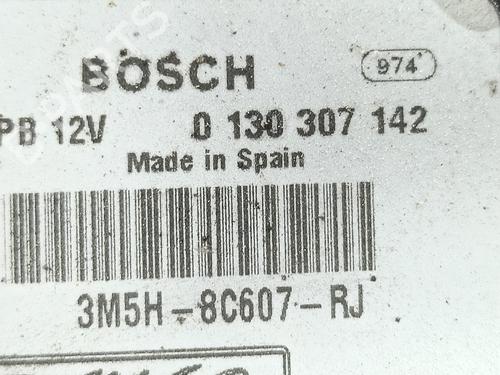 BOSCH 974
PB 12V 0 130 307 142
Made in Spain
3M5H-8C607-RJ